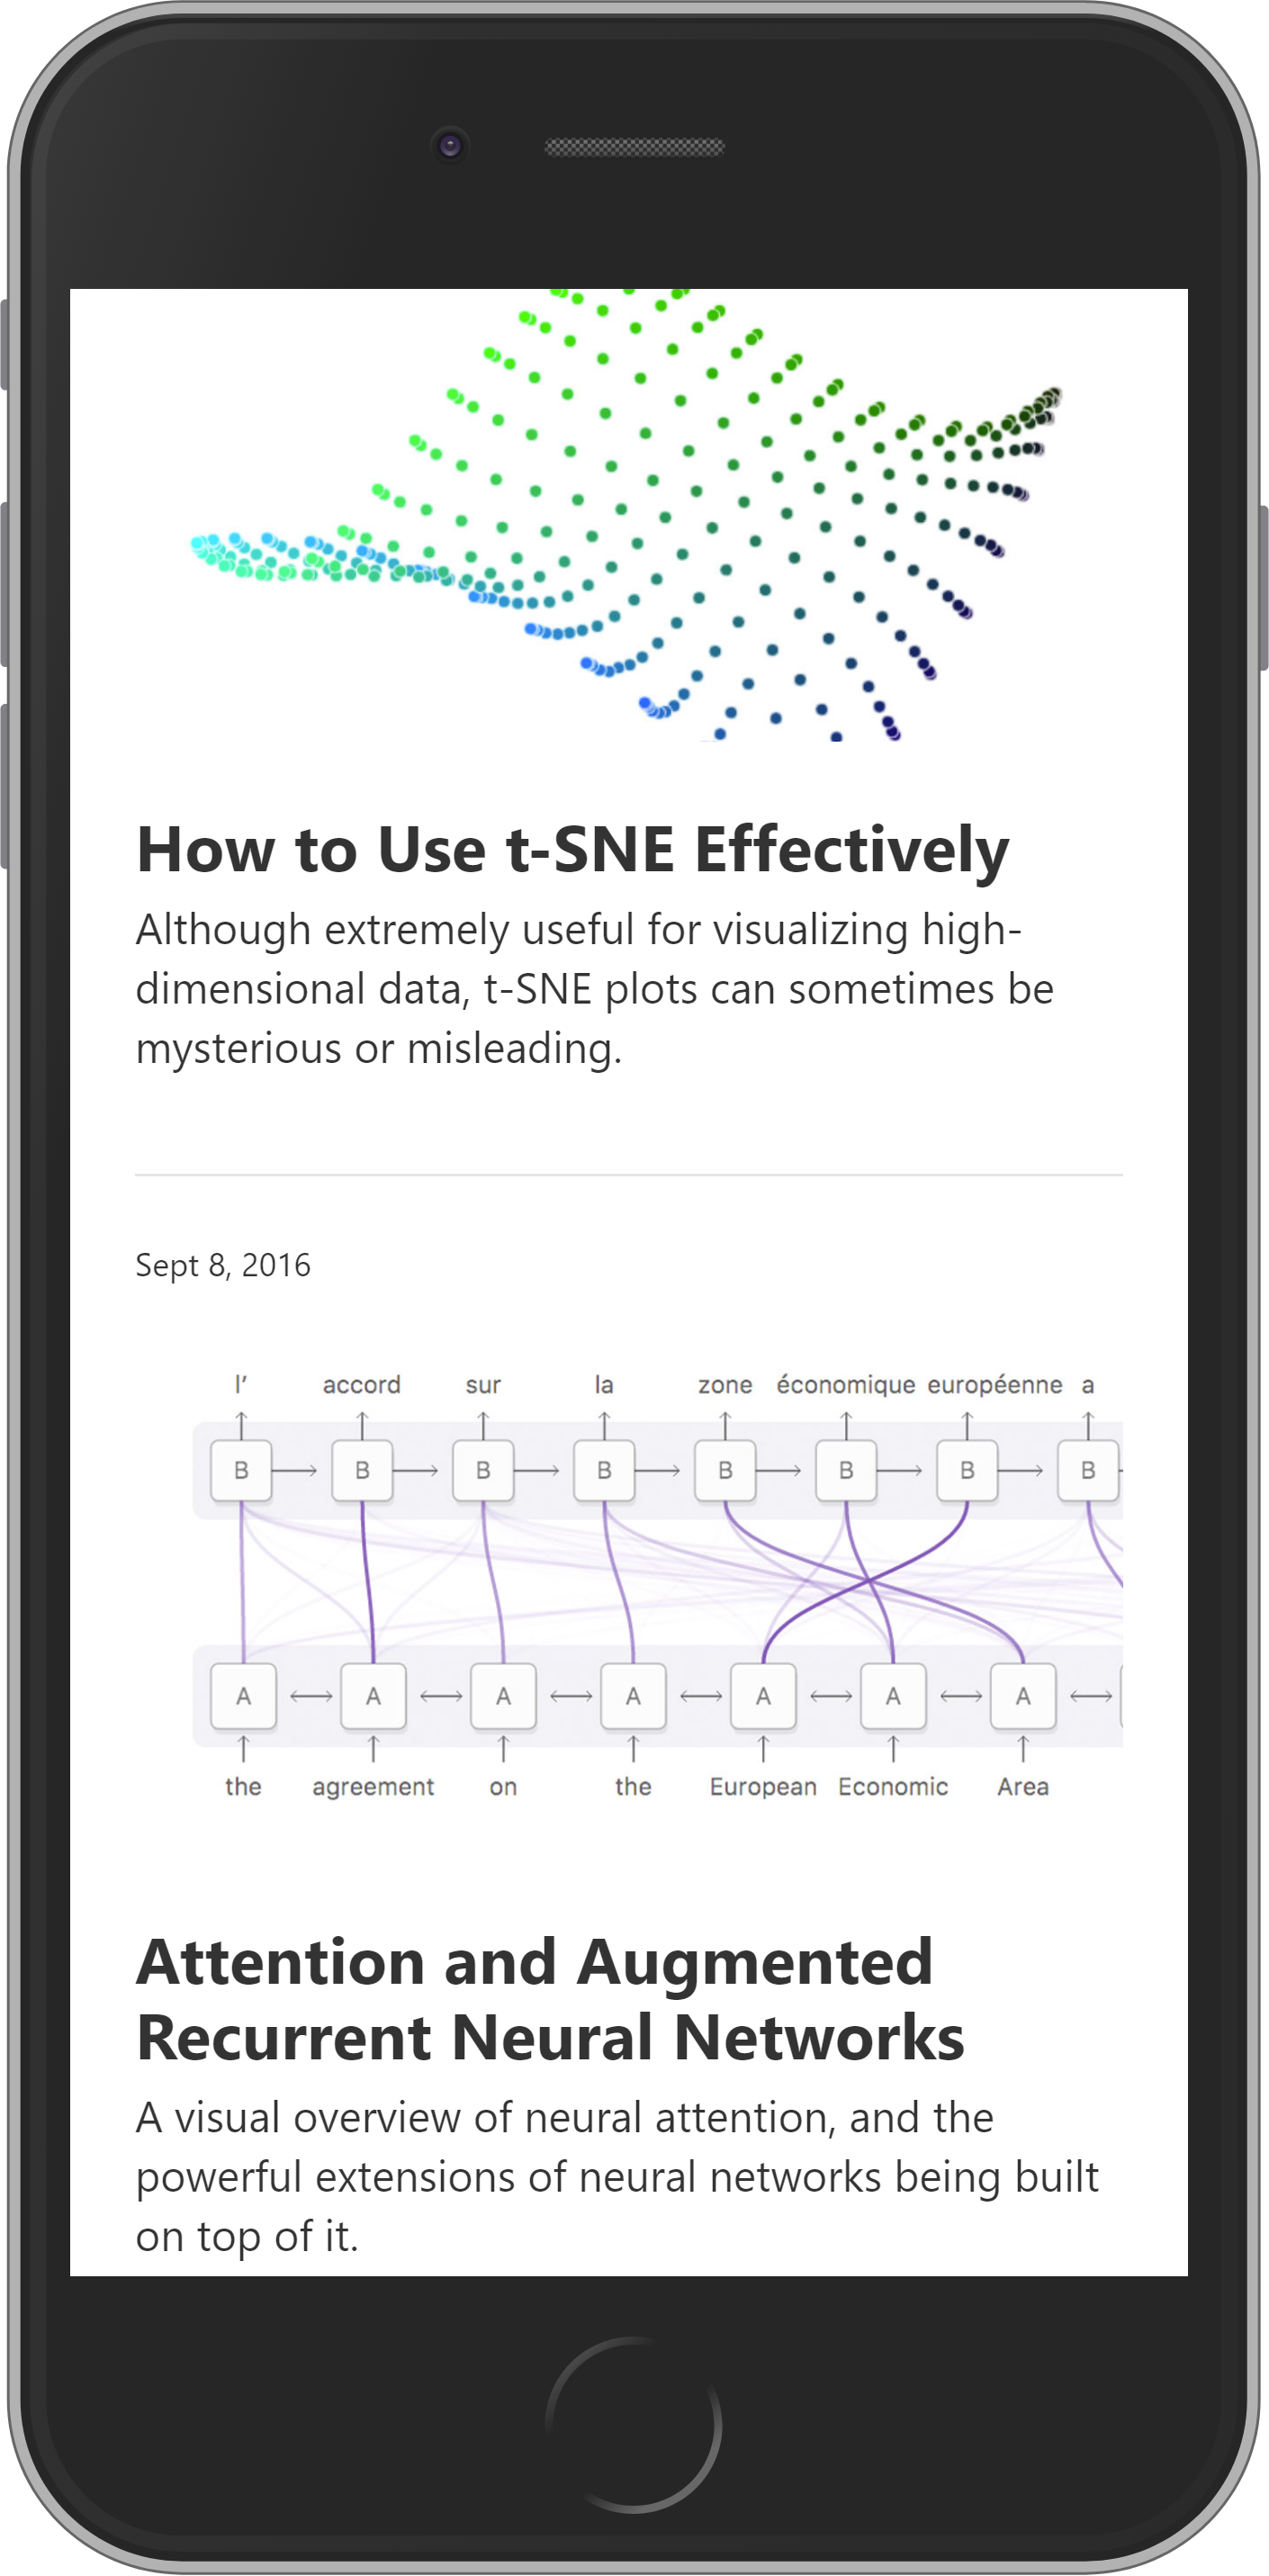 How to Use t-SNE Effectively
Although extremely useful for visualizing high-
dimensional data, t-SNE plots can sometimes be
mysterious or misleading.
Sept 8, 2016
l’ accord sur la zone économique européenne a
B B B B B B B B
A A A A A A A
the agreement on the European Economic Area
Attention and Augmented
Recurrent Neural Networks
A visual overview of neural attention, and the
powerful extensions of neural networks being built
on top of it.